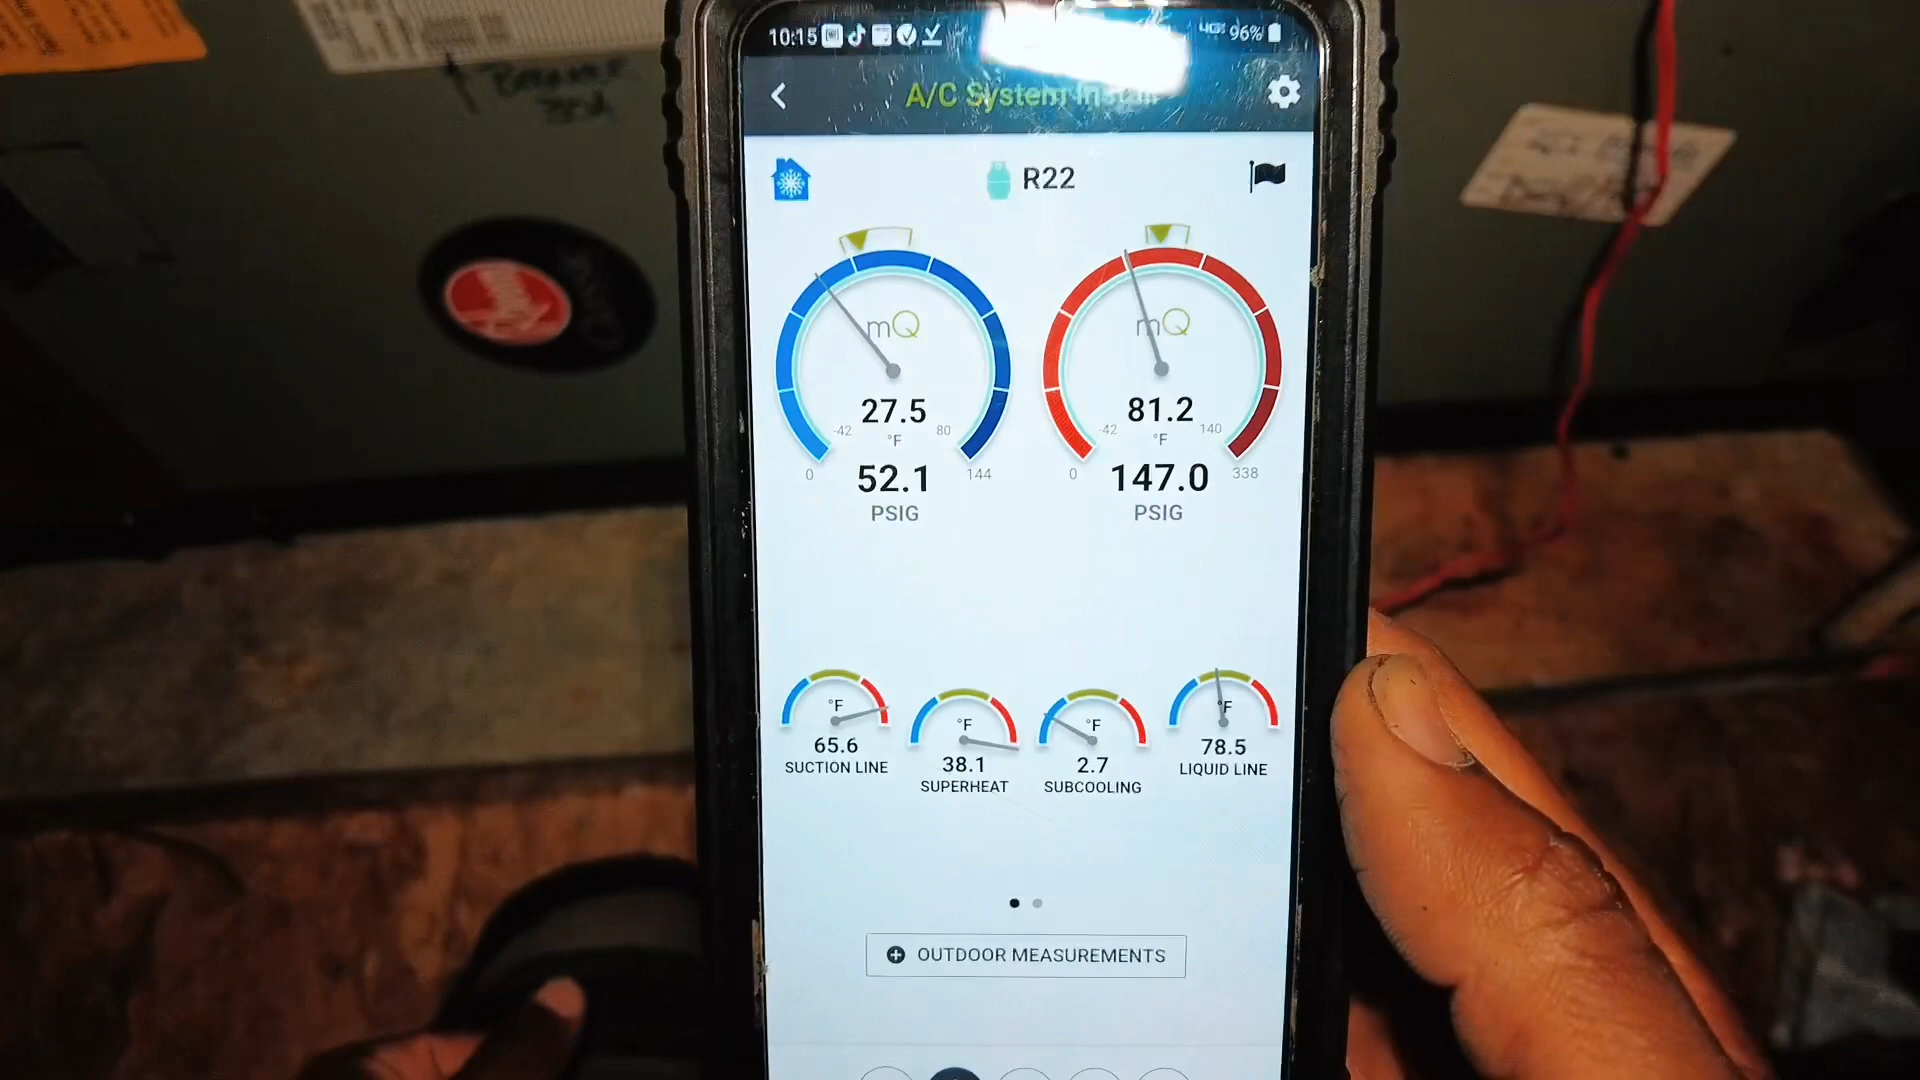 10:15
4G 96%
A/C System Install
R22
mQ
mQ
27.5
81.2
-42 °F 80
-42 °F 140
0 52.1 144
0 147.0 338
PSIG
PSIG
°F
°F
°F
°F
65.6
38.1
2.7
78.5
SUCTION LINE
SUPERHEAT
SUBCOOLING
LIQUID LINE
OUTDOOR MEASUREMENTS